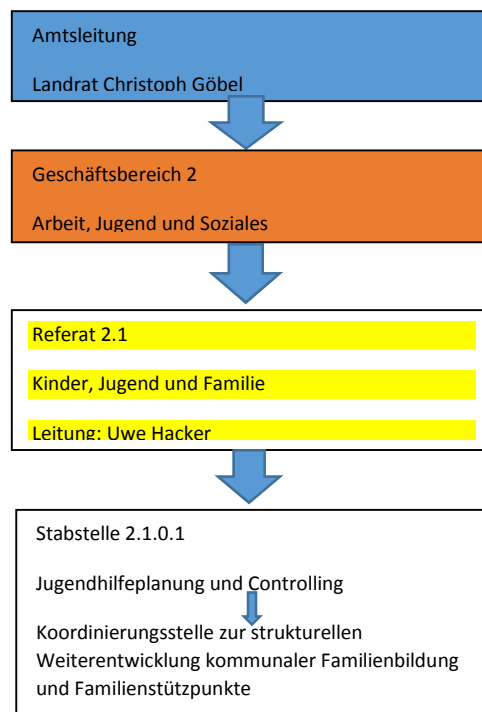 Amtsleitung
Landrat Christoph Göbel
Geschäftsbereich 2
Arbeit, Jugend und Soziales
Referat 2.1
Kinder, Jugend und Familie
Leitung: Uwe Hacker
Stabstelle 2.1.0.1
Jugendhilfeplanung und Controlling
Koordinierungsstelle zur strukturellen
Weiterentwicklung kommunaler Familienbildung
und Familienstützpunkte